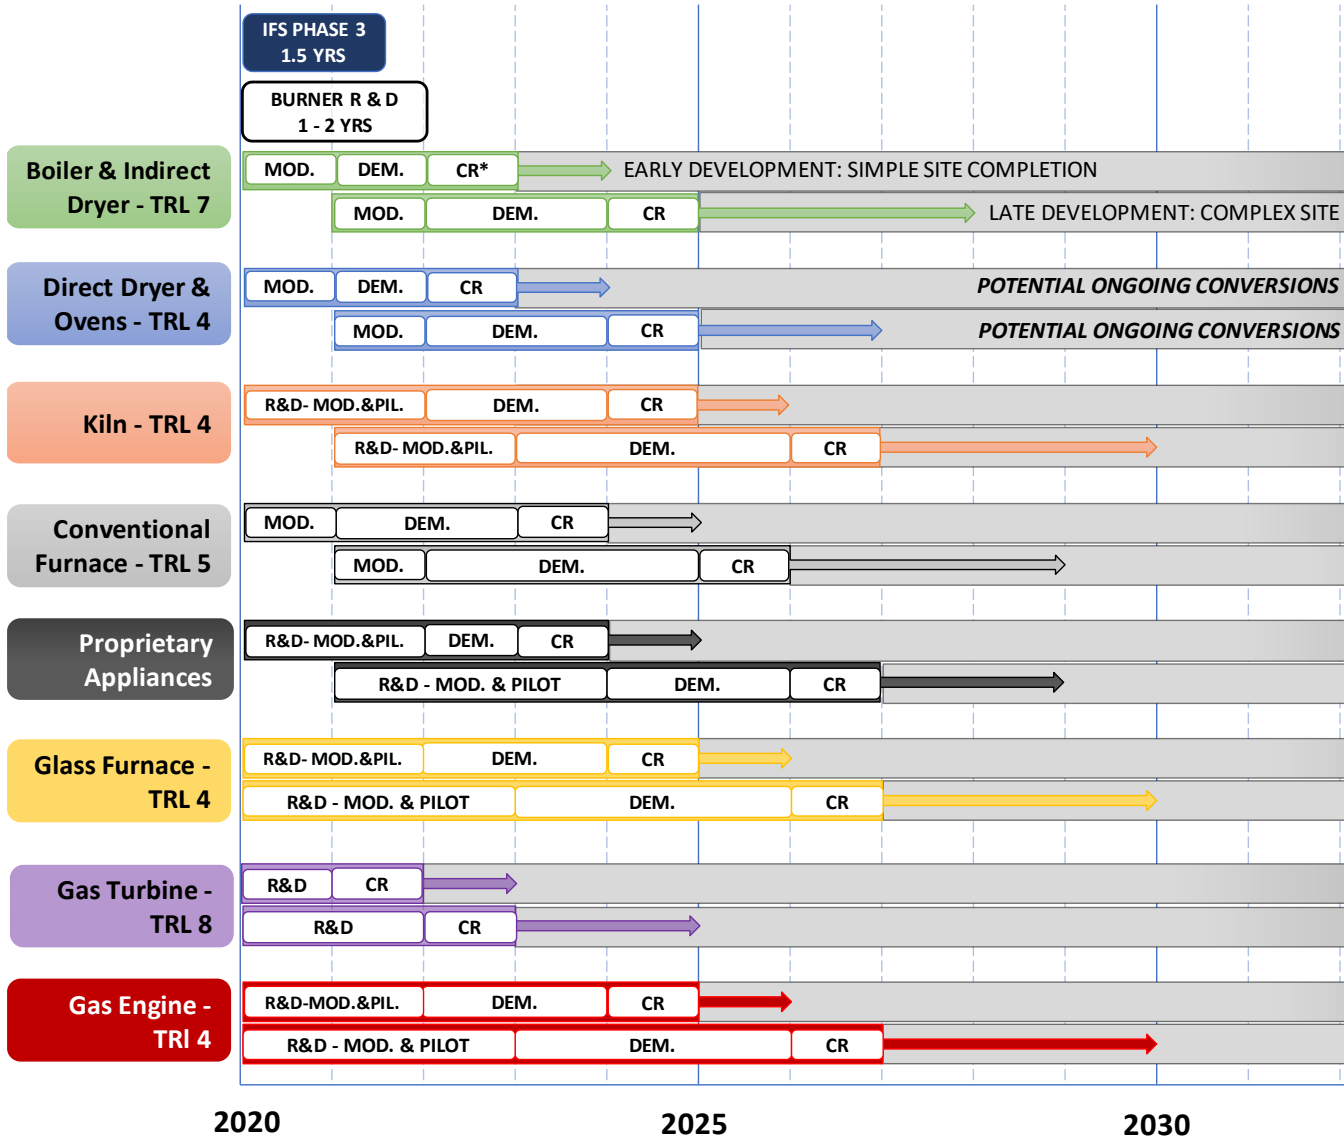 IFS PHASE 3
1.5 YRS
BURNER R & D
1 - 2 YRS
Boiler & Indirect
Dryer - TRL 7
MOD.
DEM.
CR*
EARLY DEVELOPMENT: SIMPLE SITE COMPLETION
MOD.
DEM.
CR
LATE DEVELOPMENT: COMPLEX SITE
Direct Dryer &
Ovens - TRL 4
MOD.
DEM.
CR
POTENTIAL ONGOING CONVERSIONS
MOD.
DEM.
CR
POTENTIAL ONGOING CONVERSIONS
Kiln - TRL 4
R&D- MOD.&PIL.
DEM.
CR
R&D- MOD.&PIL.
DEM.
CR
Conventional
Furnace - TRL 5
MOD.
DEM.
CR
MOD.
DEM.
CR
Proprietary
Appliances
R&D- MOD.&PIL.
DEM.
CR
R&D - MOD. & PILOT
DEM.
CR
Glass Furnace -
TRL 4
R&D- MOD.&PIL.
DEM.
CR
R&D - MOD. & PILOT
DEM.
CR
Gas Turbine -
TRL 8
R&D
CR
R&D
CR
Gas Engine -
TRl 4
R&D-MOD.&PIL.
DEM.
CR
R&D - MOD. & PILOT
DEM.
CR
2020
2025
2030